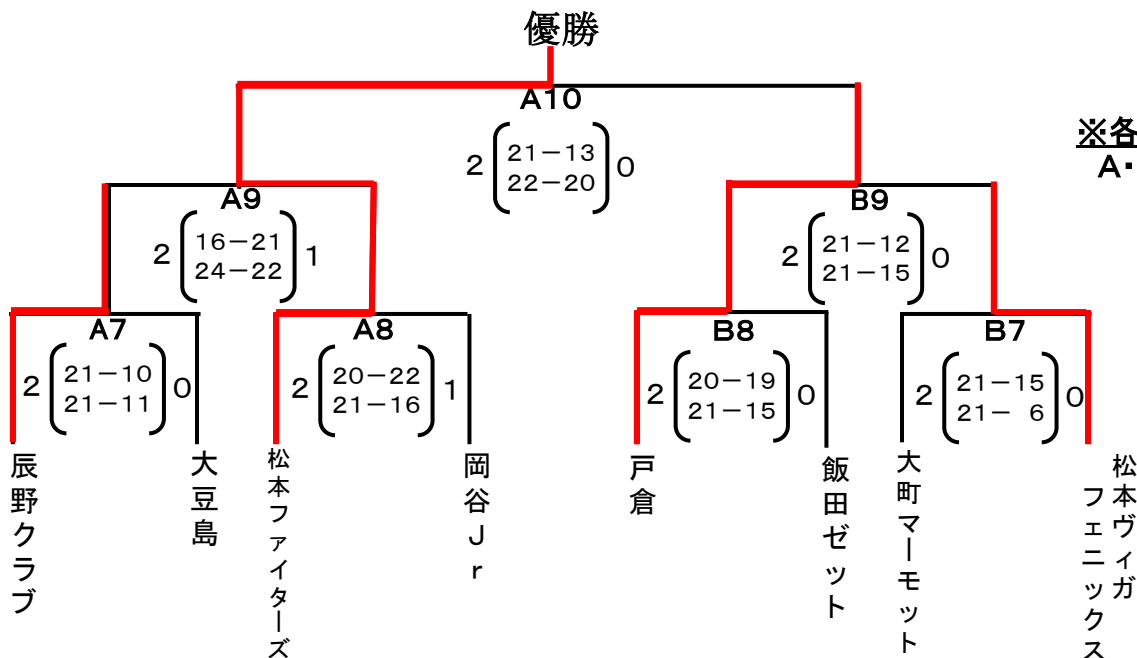 優勝
A10
2 21－13 0
22－20
※各
A・
A9
2 16－21 1
24－22
B9
2 21－12 0
21－15
A7
2 21－10 0
21－11
A8
2 20－22 1
21－16
B8
2 20－19 0
21－15
B7
2 21－15 0
21－ 6
辰野クラブ
大豆島
松本ファイターズ
岡谷Jr
戸倉
飯田ゼット
大町マーモット
松本ヴィガ
フェニックス